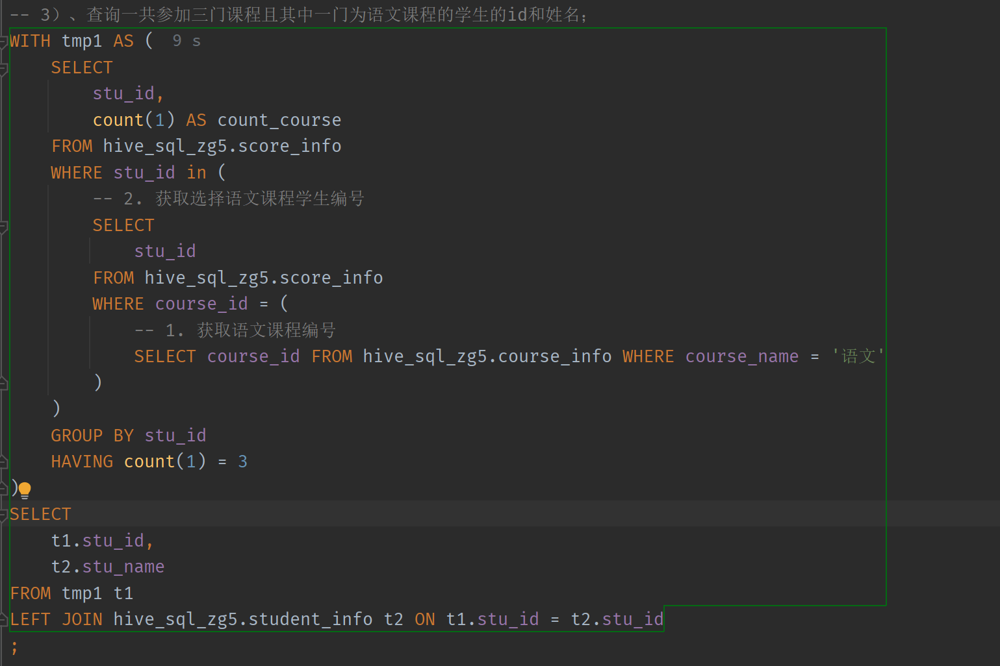 -- 3）、查询一共参加三门课程且其中一门为语文课程的学生的id和姓名;
WITH tmp1 AS (  9 s
    SELECT
        stu_id,
        count(1) AS count_course
    FROM hive_sql_zg5.score_info
    WHERE stu_id in (
        -- 2. 获取选择语文课程学生编号
        SELECT
            stu_id
        FROM hive_sql_zg5.score_info
        WHERE course_id = (
            -- 1. 获取语文课程编号
            SELECT course_id FROM hive_sql_zg5.course_info WHERE course_name = '语文'
        )
    )
    GROUP BY stu_id
    HAVING count(1) = 3
)
SELECT
    t1.stu_id,
    t2.stu_name
FROM tmp1 t1
LEFT JOIN hive_sql_zg5.student_info t2 ON t1.stu_id = t2.stu_id
;